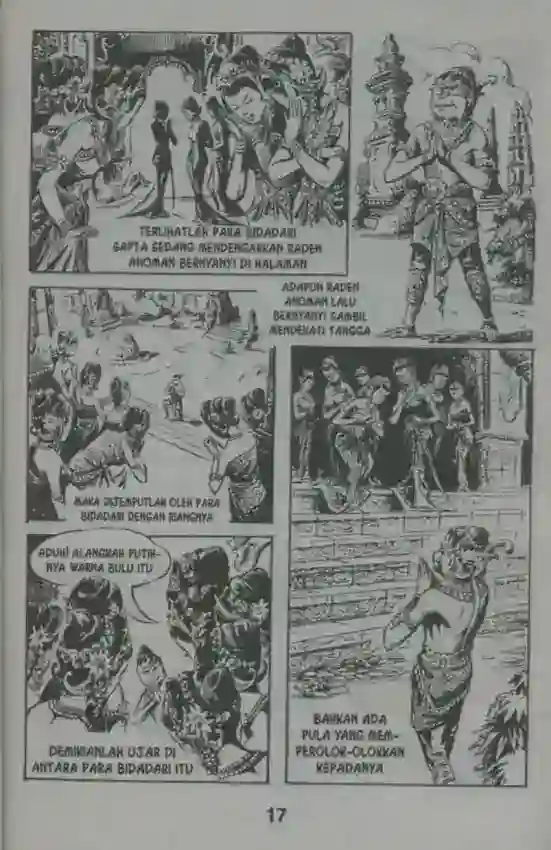 TERLIHATLAH PARA BIDADARI
SAPTA SEDANG MENDENGARKAN RADEN
ANOMAN BERNYANYI DI HALAMAN
ADAPUN RADEN
ANOMAN LALU
BERNYANYI SAMBIL
MENDEKATI TANGGA
MAKA DIJEMPUTLAH OLEH PARA
BIDADARI DENGAN RIANGNYA
ADUHI ALANGKAH PUTIH-
NYA WARNA BULU ITU
DEMIKIANLAH UJAR DI
ANTARA PARA BIDADARI ITU
BAHKAN ADA
PULA YANG MEM-
PEROLOK-OLOKKAN
KEPADANYA
17